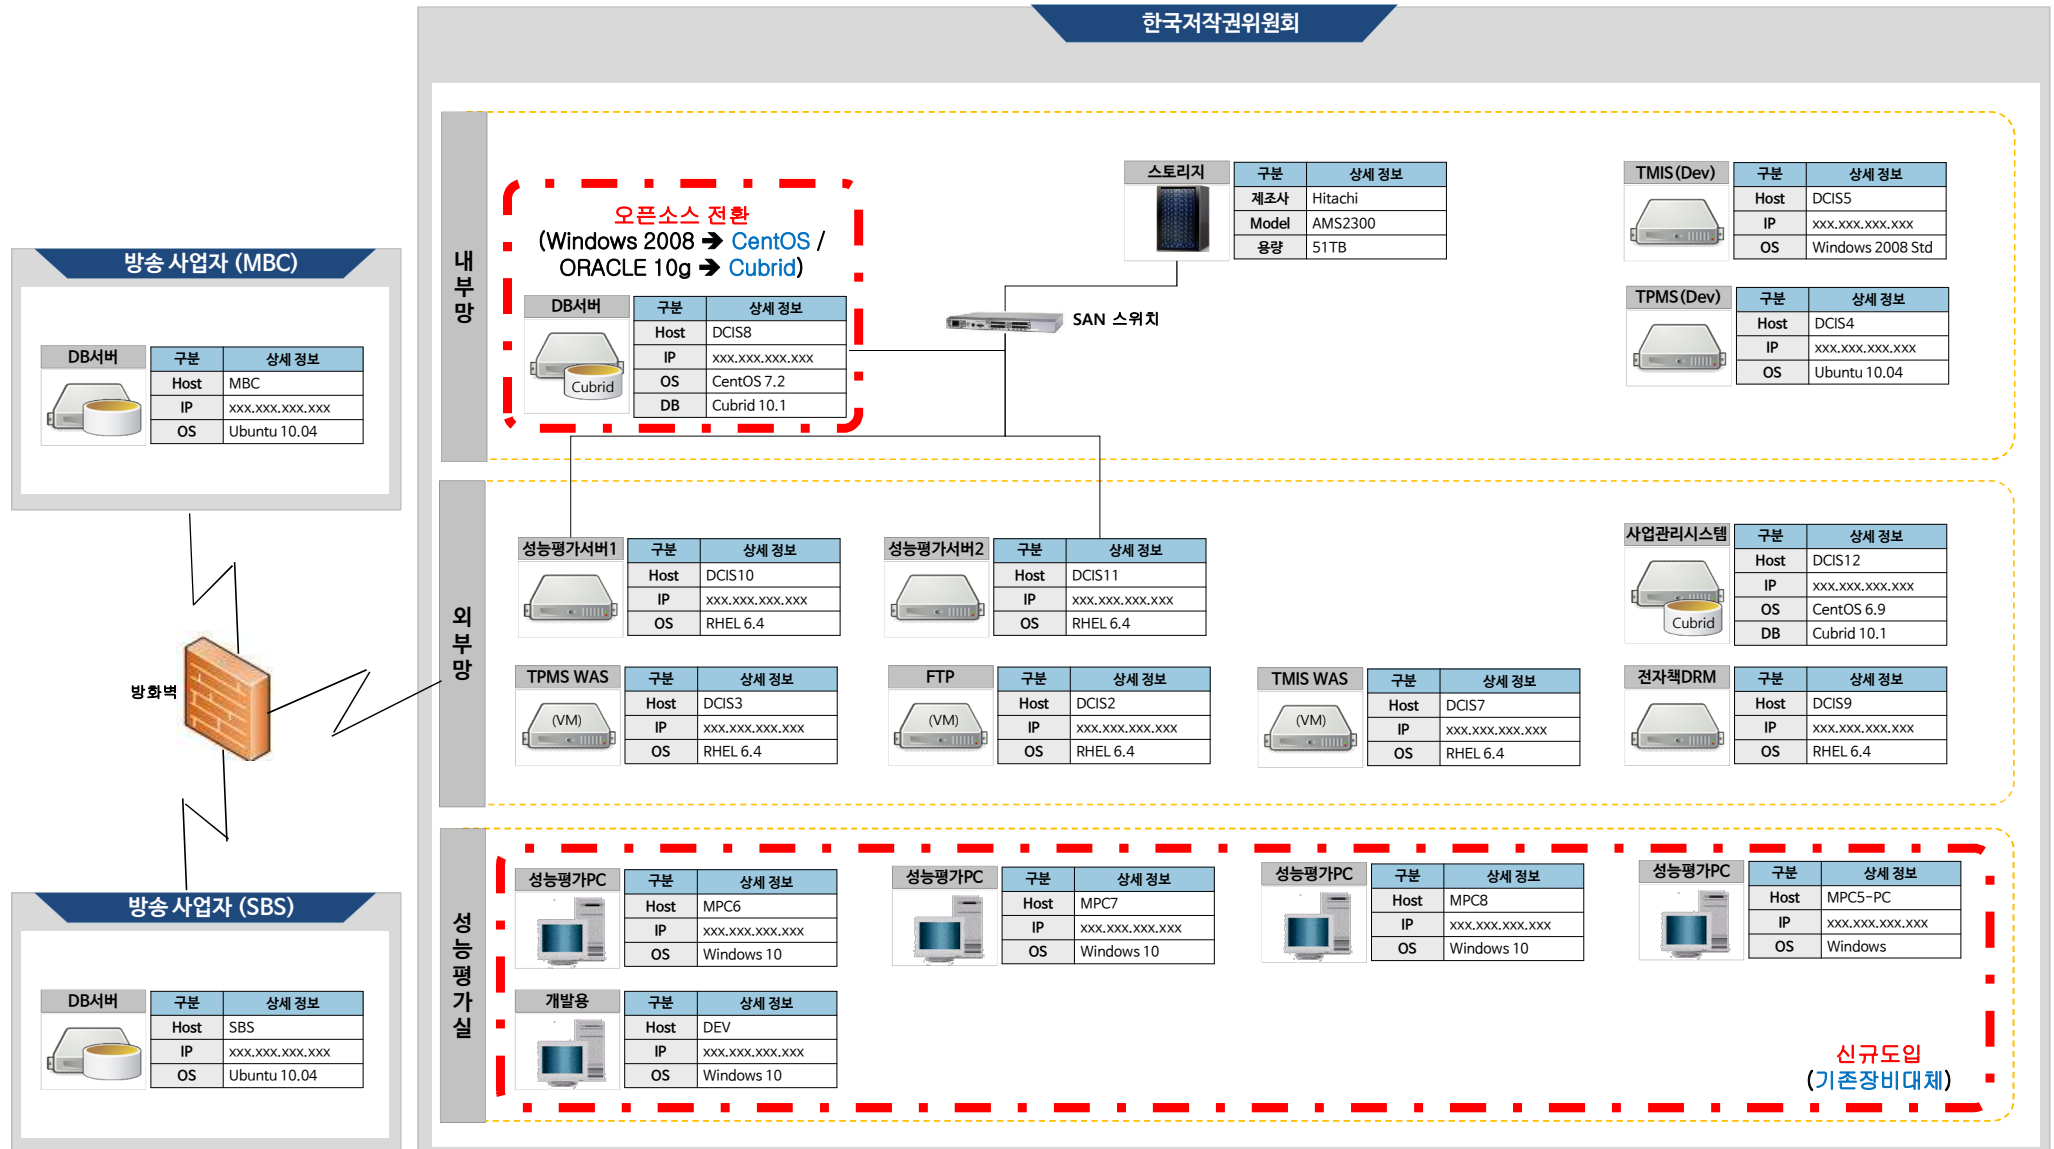 한국저작권위원회
방송 사업자 (MBC)
DB서버
구분 상세 정보
Host MBC
IP xxx.xxx.xxx.xxx
OS Ubuntu 10.04
방화벽
방송 사업자 (SBS)
DB서버
구분 상세 정보
Host SBS
IP xxx.xxx.xxx.xxx
OS Ubuntu 10.04
내부망
오픈소스 전환
(Windows 2008 ➔ CentOS /
ORACLE 10g ➔ Cubrid)
DB서버
Cubrid
구분 상세 정보
Host DCIS8
IP xxx.xxx.xxx.xxx
OS CentOS 7.2
DB Cubrid 10.1
스토리지
구분 상세 정보
제조사 Hitachi
Model AMS2300
용량 51TB
SAN 스위치
TMIS(Dev)
구분 상세 정보
Host DCIS5
IP xxx.xxx.xxx.xxx
OS Windows 2008 Std
TPMS(Dev)
구분 상세 정보
Host DCIS4
IP xxx.xxx.xxx.xxx
OS Ubuntu 10.04
외부망
성능평가서버1
구분 상세 정보
Host DCIS10
IP xxx.xxx.xxx.xxx
OS RHEL 6.4
성능평가서버2
구분 상세 정보
Host DCIS11
IP xxx.xxx.xxx.xxx
OS RHEL 6.4
사업관리시스템
Cubrid
구분 상세 정보
Host DCIS12
IP xxx.xxx.xxx.xxx
OS CentOS 6.9
DB Cubrid 10.1
TPMS WAS
(VM)
구분 상세 정보
Host DCIS3
IP xxx.xxx.xxx.xxx
OS RHEL 6.4
FTP
(VM)
구분 상세 정보
Host DCIS2
IP xxx.xxx.xxx.xxx
OS RHEL 6.4
TMIS WAS
(VM)
구분 상세 정보
Host DCIS7
IP xxx.xxx.xxx.xxx
OS RHEL 6.4
전자책DRM
구분 상세 정보
Host DCIS9
IP xxx.xxx.xxx.xxx
OS RHEL 6.4
성능평가실
성능평가PC
구분 상세 정보
Host MPC6
IP xxx.xxx.xxx.xxx
OS Windows 10
성능평가PC
구분 상세 정보
Host MPC7
IP xxx.xxx.xxx.xxx
OS Windows 10
성능평가PC
구분 상세 정보
Host MPC8
IP xxx.xxx.xxx.xxx
OS Windows 10
성능평가PC
구분 상세 정보
Host MPC5-PC
IP xxx.xxx.xxx.xxx
OS Windows
개발용
구분 상세 정보
Host DEV
IP xxx.xxx.xxx.xxx
OS Windows 10
신규도입
(기존장비대체)